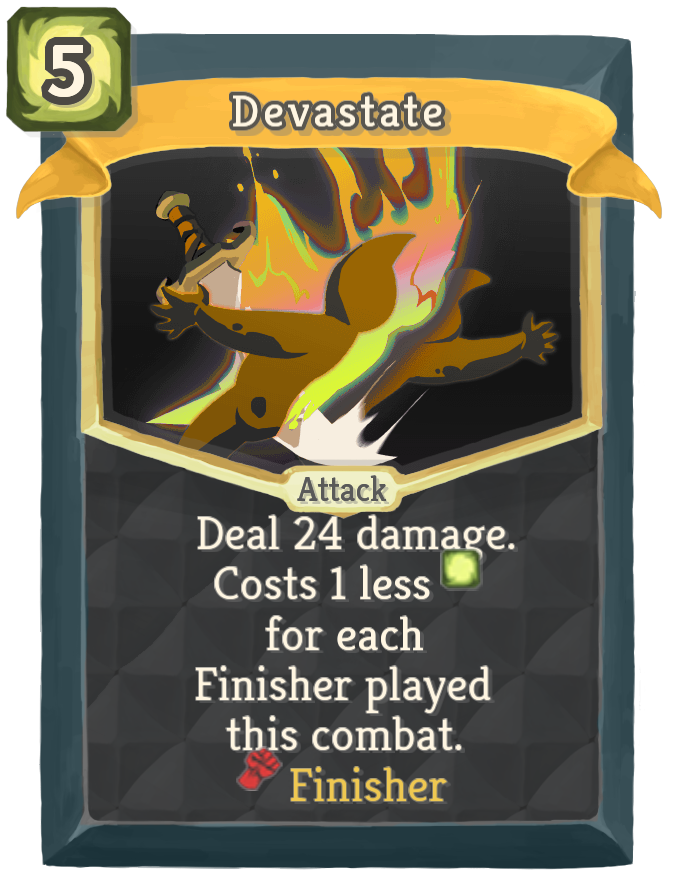 5
Devastate
Attack
Deal 24 damage.
Costs 1 less
for each
Finisher played
this combat.
Finisher